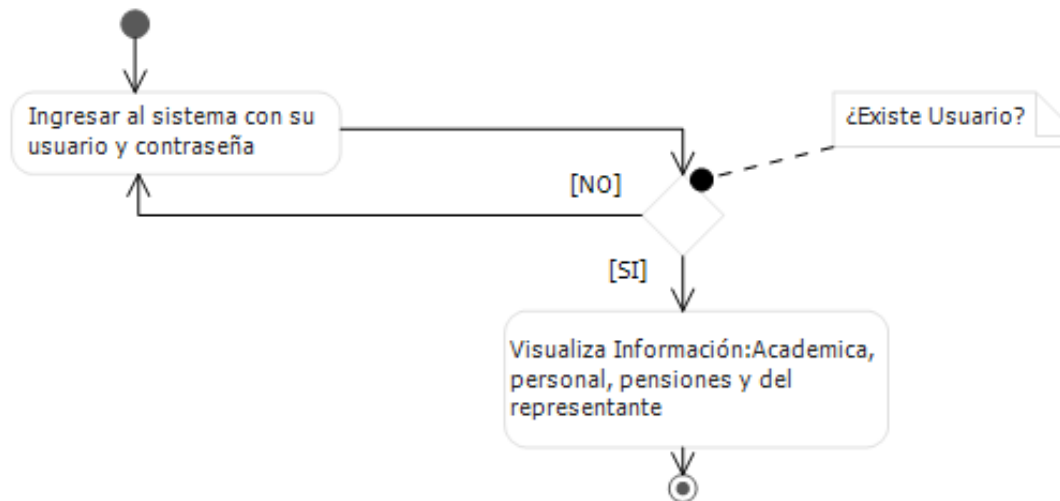 Ingresar al sistema con su
usuario y contraseña
¿Existe Usuario?
[NO]
[SI]
Visualiza Información:Academica,
personal, pensiones y del
representante